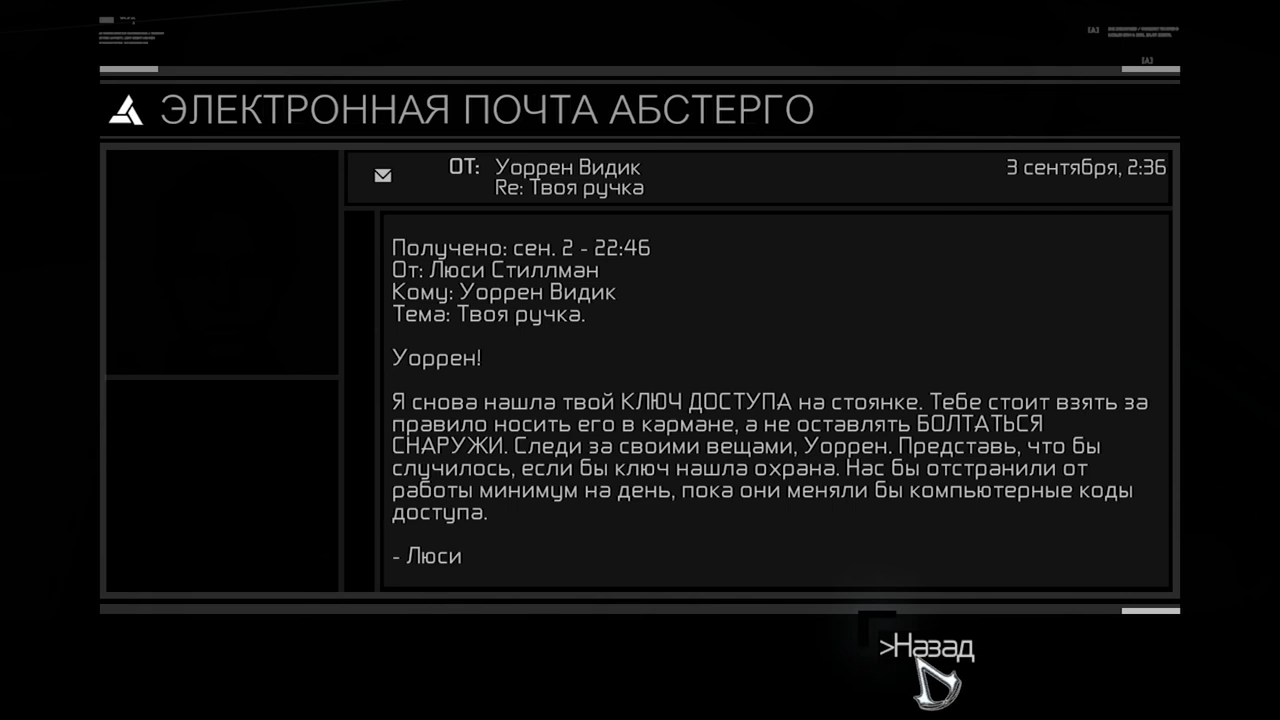 ЭЛЕКТРОННАЯ ПОЧТА АБСТЕРГО
ОТ: Уоррен Видик 3 сентября, 2:36
Re: Твоя ручка
Получено: сен. 2 - 22:46
От: Люси Стиллман
Кому: Уоррен Видик
Тема: Твоя ручка.
Уоррен!
Я снова нашла твой КЛЮЧ ДОСТУПА на стоянке. Тебе стоит взять за
правило носить его в кармане, а не оставлять БОЛТАТЬСЯ
СНАРУЖИ. Следи за своими вещами, Уоррен. Представь, что бы
случилось, если бы ключ нашла охрана. Нас бы отстранили от
работы минимум на день, пока они меняли бы компьютерные коды
доступа.
- Люси
>Назад